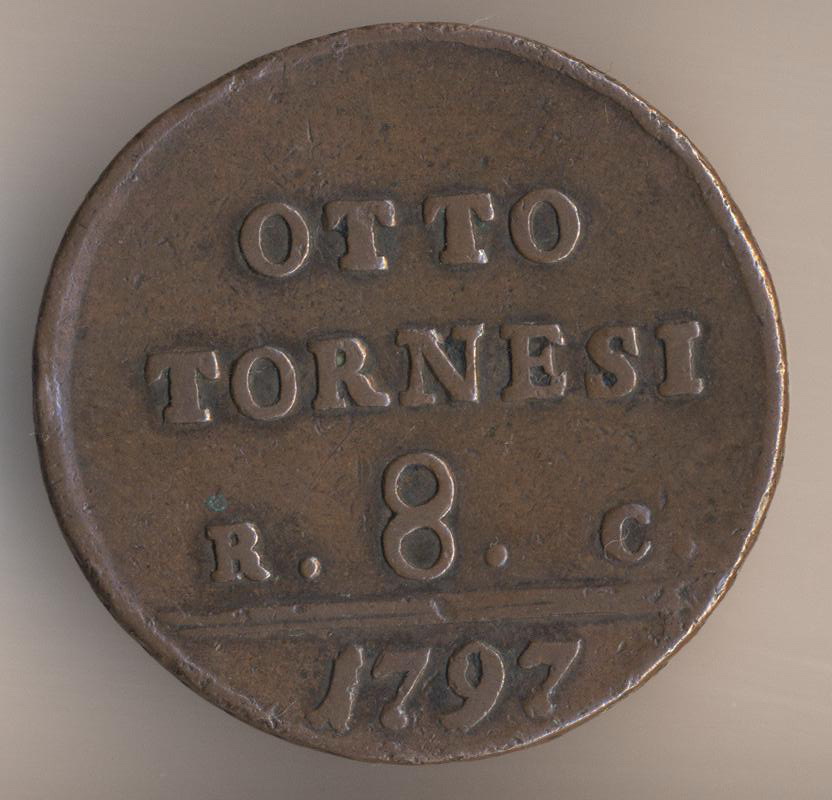 OTTO
TORNESI
R . 8 . C
1797